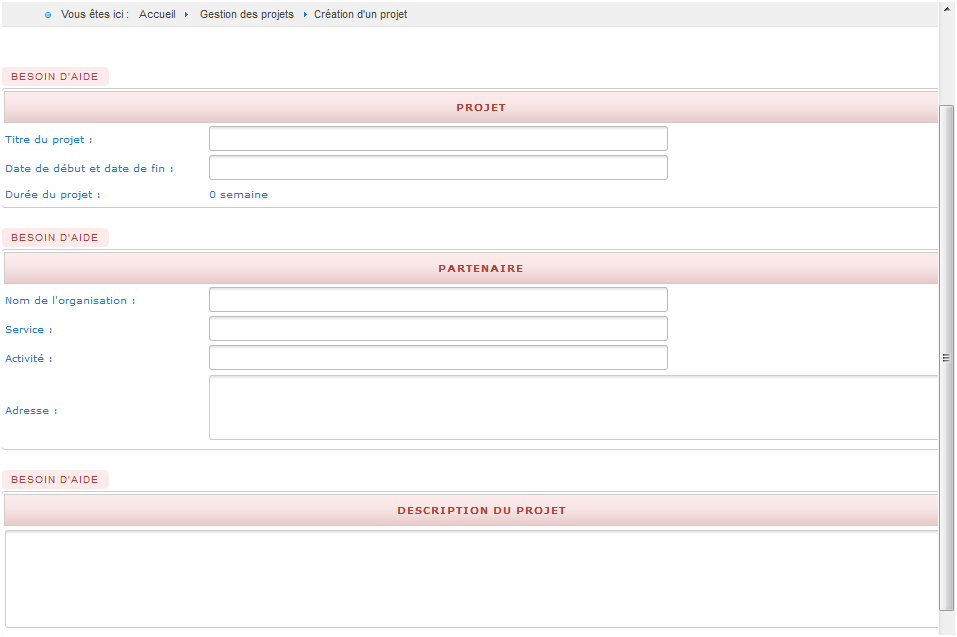 Vous êtes ici : Accueil Gestion des projets Création d'un projet
BESOIN D'AIDE
PROJET
Titre du projet :
Date de début et date de fin :
Durée du projet : 0 semaine
BESOIN D'AIDE
PARTENAIRE
Nom de l'organisation :
Service :
Activité :
Adresse :
BESOIN D'AIDE
DESCRIPTION DU PROJET